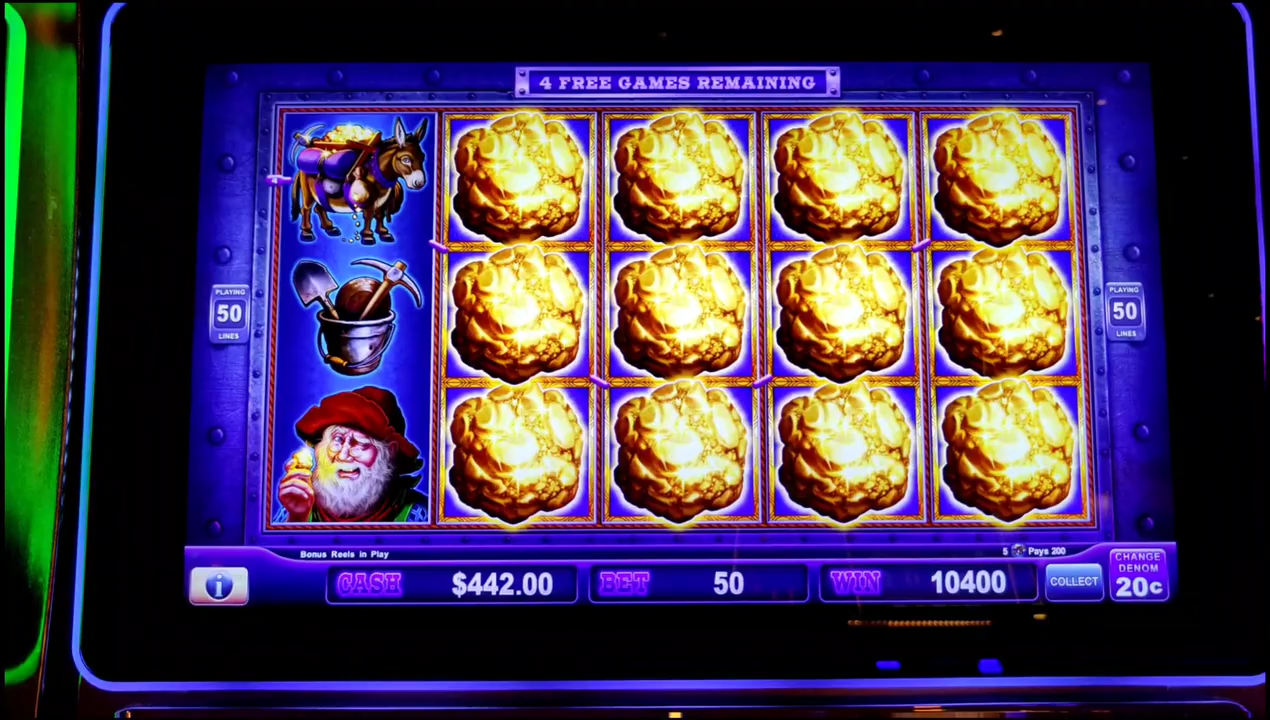 4 FREE GAMES REMAINING
PLAYING
50
LINES
PLAYING
50
LINES
Bonus Reels in Play
5 Pays 200
CASH $442.00
BET 50
WIN 10400
COLLECT
CHANGE
DENOM
20¢